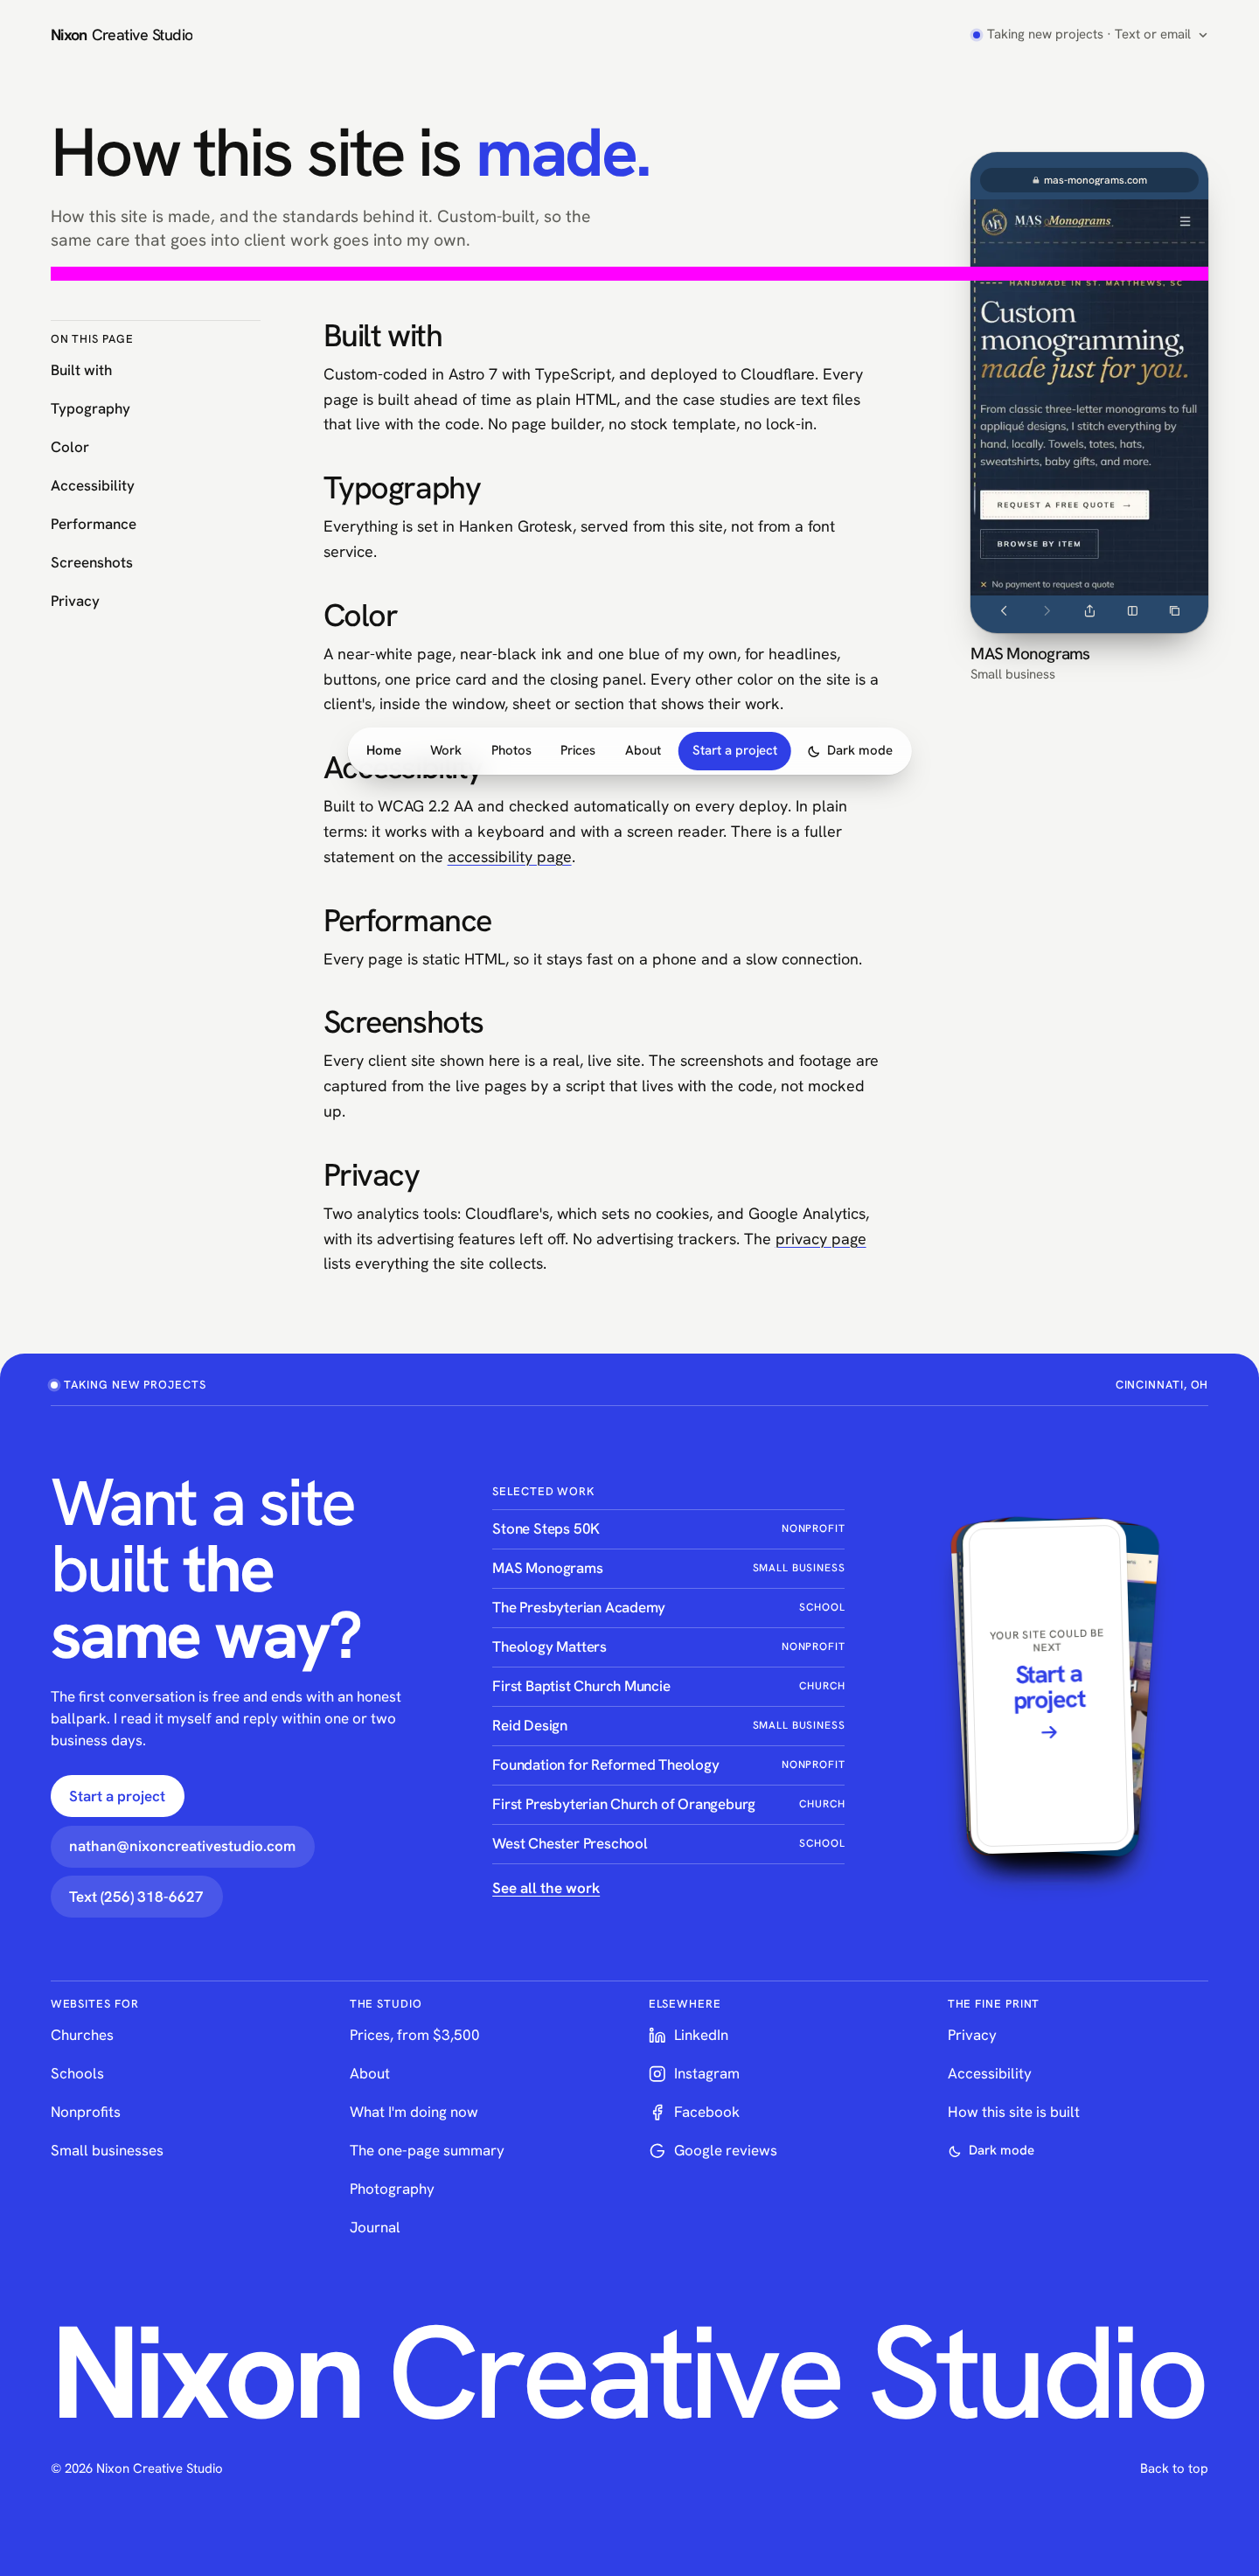 Nixon Creative Studio
Taking new projects · Text or email
How this site is made.
How this site is made, and the standards behind it. Custom-built, so the
same care that goes into client work goes into my own.
ON THIS PAGE
Built with
Typography
Color
Accessibility
Performance
Screenshots
Privacy
Built with
Custom-coded in Astro 7 with TypeScript, and deployed to Cloudflare. Every
page is built ahead of time as plain HTML, and the case studies are text files
that live with the code. No page builder, no stock template, no lock-in.
Typography
Everything is set in Hanken Grotesk, served from this site, not from a font
service.
Color
A near-white page, near-black ink and one blue of my own, for headlines,
buttons, one price card and the closing panel. Every other color on the site is a
client's, inside the window, sheet or section that shows their work.
Home
Work
Photos
Prices
About
Start a project
Dark mode
Accessibility
Built to WCAG 2.2 AA and checked automatically on every deploy. In plain
terms: it works with a keyboard and with a screen reader. There is a fuller
statement on the accessibility page.
Performance
Every page is static HTML, so it stays fast on a phone and a slow connection.
Screenshots
Every client site shown here is a real, live site. The screenshots and footage are
captured from the live pages by a script that lives with the code, not mocked
up.
Privacy
Two analytics tools: Cloudflare's, which sets no cookies, and Google Analytics,
with its advertising features left off. No advertising trackers. The privacy page
lists everything the site collects.
mas-monograms.com
MAS Monograms
HANDMADE IN ST. MATTHEWS, SC
Custom
monogramming,
made just for you.
From classic three-letter monograms to full
appliqué designs, I stitch everything by
hand, locally. Towels, totes, hats,
sweatshirts, baby gifts, and more.
REQUEST A FREE QUOTE →
BROWSE BY ITEM
× No payment to request a quote
MAS Monograms
Small business
TAKING NEW PROJECTS
CINCINNATI, OH
Want a site
built the
same way?
The first conversation is free and ends with an honest
ballpark. I read it myself and reply within one or two
business days.
Start a project
nathan@nixoncreativestudio.com
Text (256) 318-6627
SELECTED WORK
Stone Steps 50K NONPROFIT
MAS Monograms SMALL BUSINESS
The Presbyterian Academy SCHOOL
Theology Matters NONPROFIT
First Baptist Church Muncie CHURCH
Reid Design SMALL BUSINESS
Foundation for Reformed Theology NONPROFIT
First Presbyterian Church of Orangeburg CHURCH
West Chester Preschool SCHOOL
See all the work
YOUR SITE COULD BE
NEXT
Start a
project
→
WEBSITES FOR
Churches
Schools
Nonprofits
Small businesses
THE STUDIO
Prices, from $3,500
About
What I'm doing now
The one-page summary
Photography
Journal
ELSEWHERE
LinkedIn
Instagram
Facebook
Google reviews
THE FINE PRINT
Privacy
Accessibility
How this site is built
Dark mode
Nixon Creative Studio
© 2026 Nixon Creative Studio
Back to top